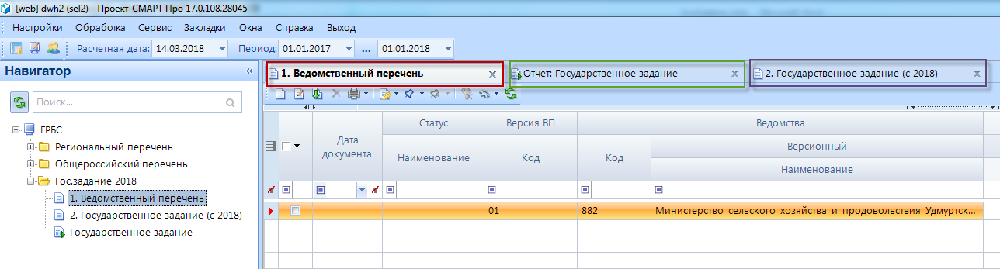 [web] dwh2 (sel2) - Проект-СМАРТ Про 17.0.108.28045
Настройки Обработка Сервис Закладки Окна Справка Выход
Расчетная дата: 14.03.2018 Период: 01.01.2017 ... 01.01.2018
Навигатор «
Поиск...
ГРБС
Региональный перечень
Общероссийский перечень
Гос.задание 2018
1. Ведомственный перечень
2. Государственное задание (с 2018)
Государственное задание
1. Ведомственный перечень
Отчет: Государственное задание
2. Государственное задание (с 2018)
Дата документа
Статус
Наименование
Версия ВП
Код
Ведомства
Код
Версионный
Наименование
01 882 Министерство сельского хозяйства и продовольствия Удмуртск...